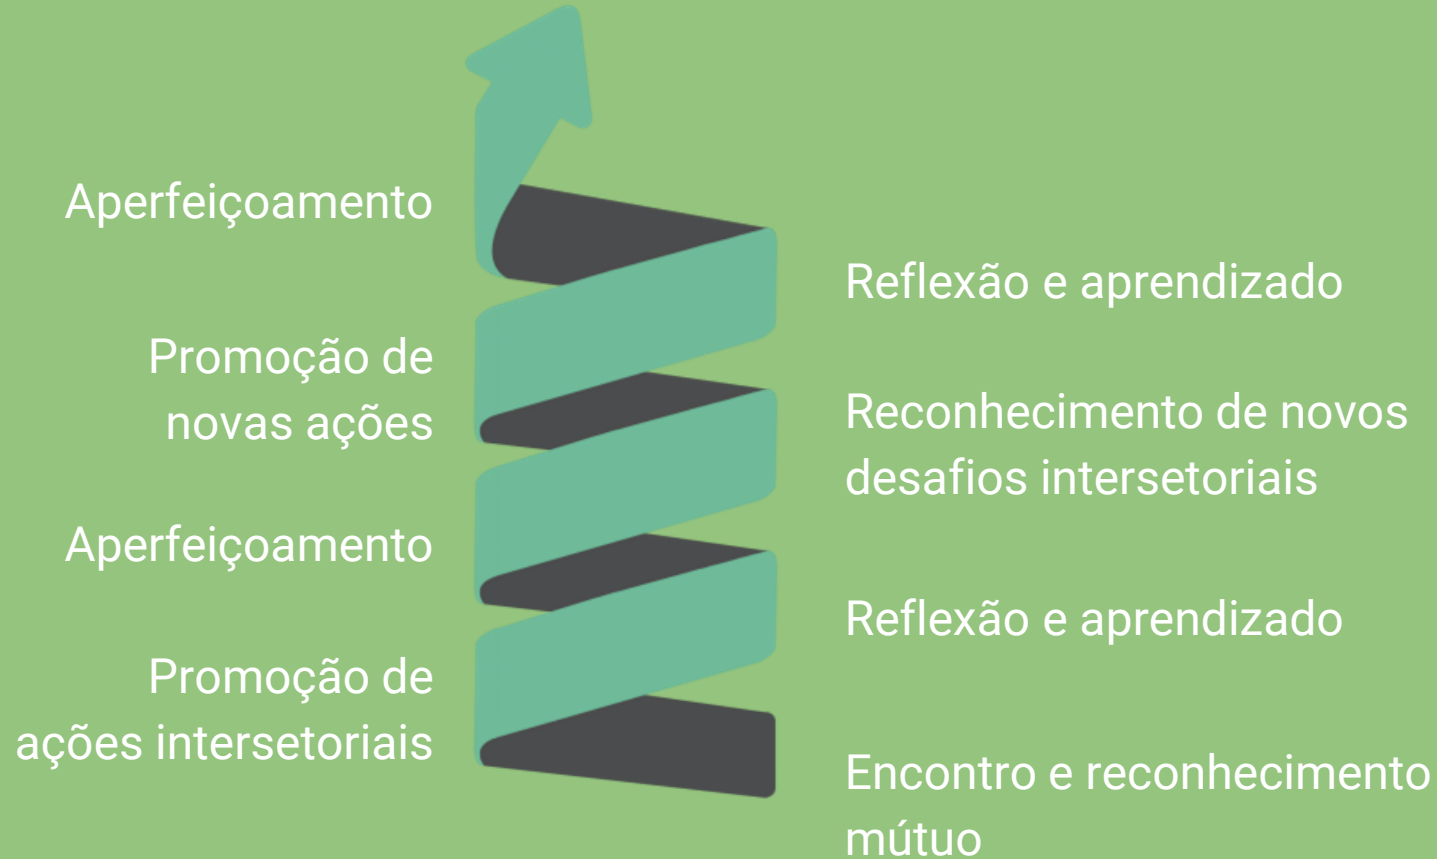 Aperfeiçoamento
Reflexão e aprendizado
Promoção de
novas ações
Reconhecimento de novos
desafios intersetoriais
Aperfeiçoamento
Reflexão e aprendizado
Promoção de
ações intersetoriais
Encontro e reconhecimento
mútuo